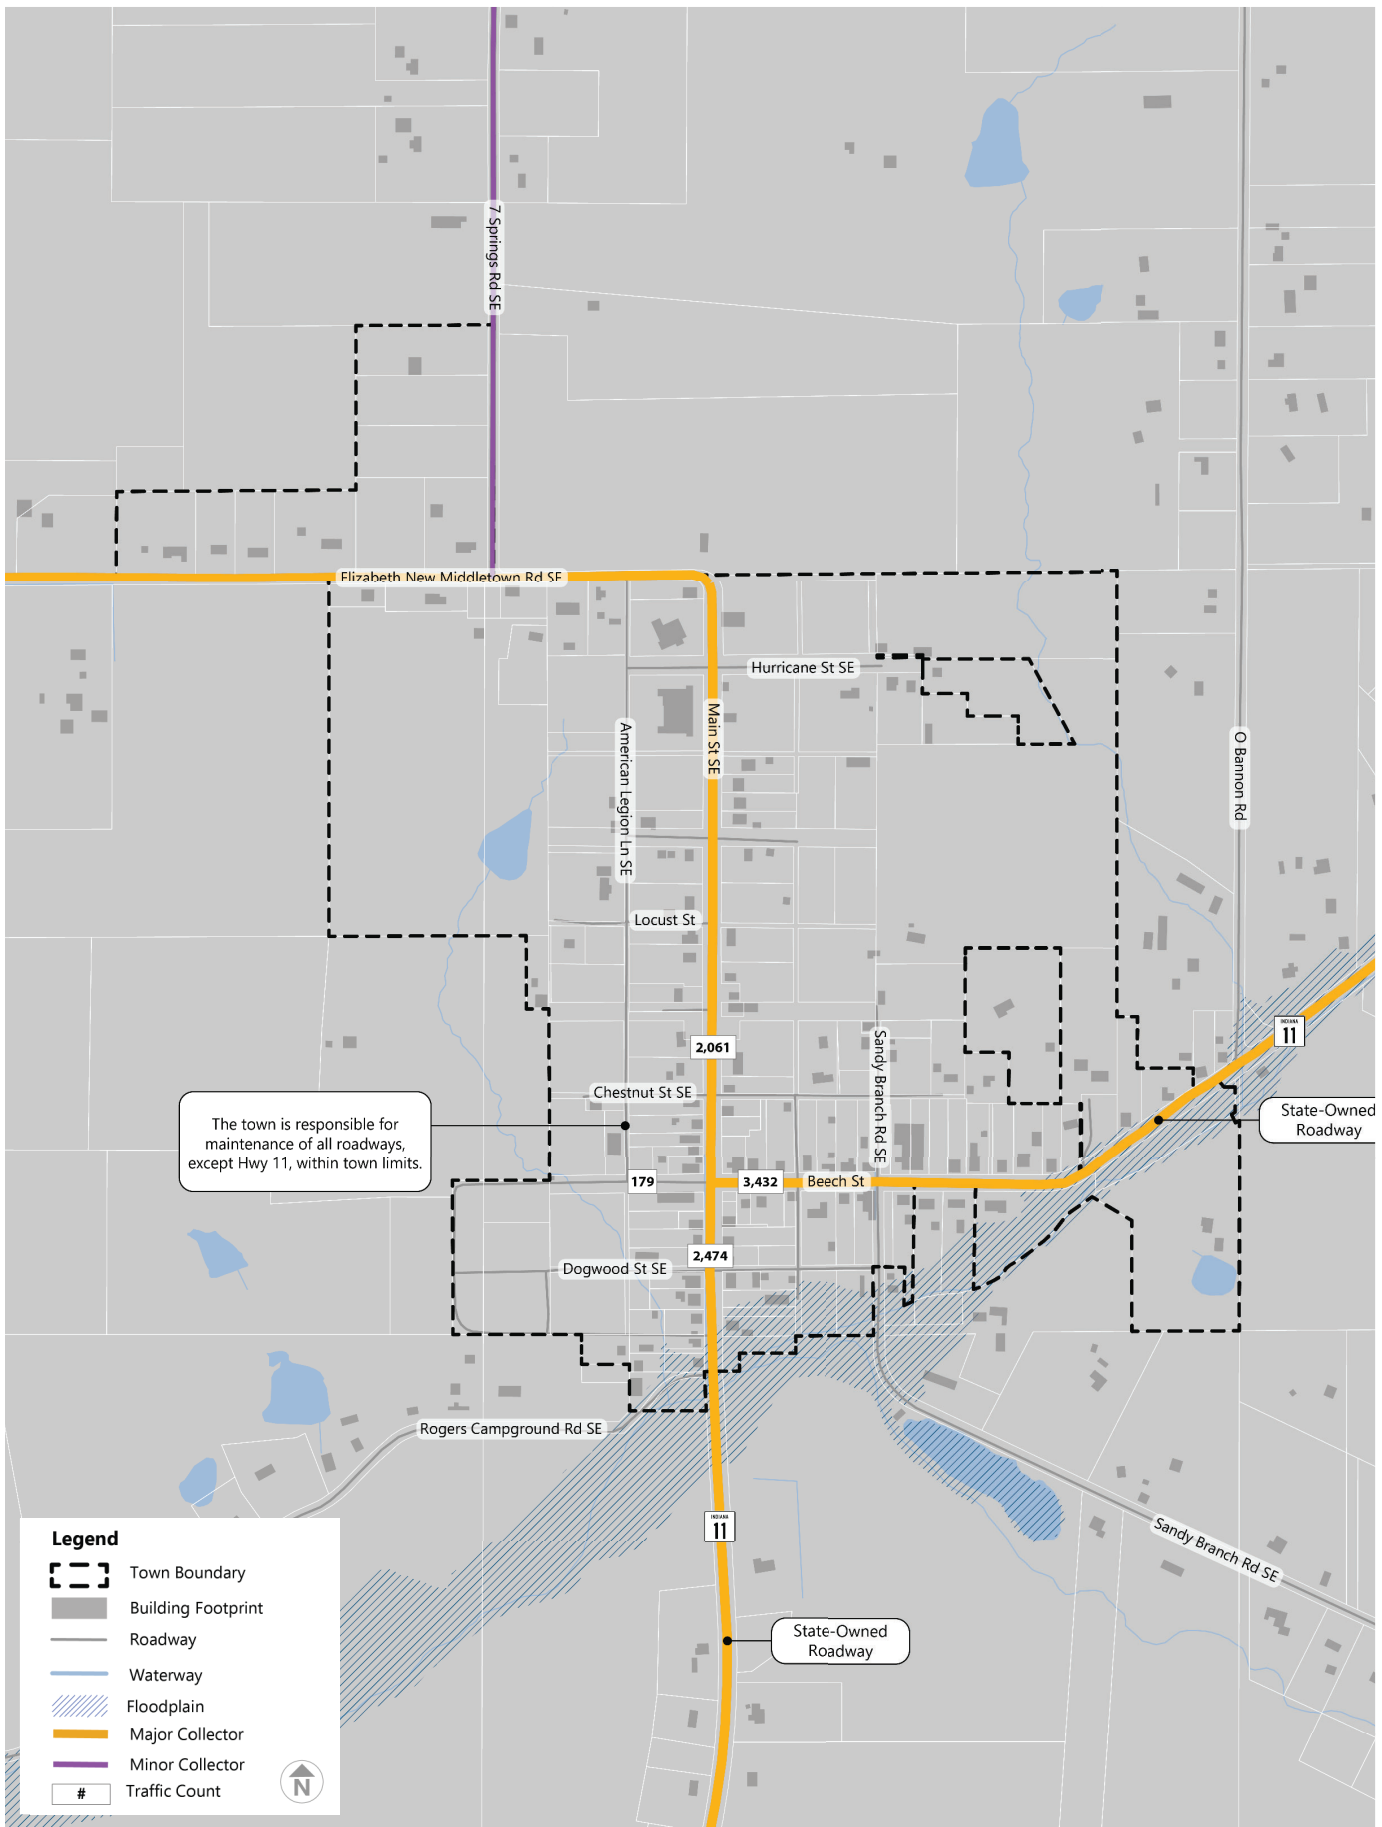 7 Springs Rd SE
Elizabeth New Middletown Rd SE
Hurricane St SE
Main St SE
American Legion Ln SE
O Bannon Rd
Locust St
INDIANA
11
2,061
Sandy Branch Rd SE
Chestnut St SE
State-Owned
Roadway
The town is responsible for
maintenance of all roadways,
except Hwy 11, within town limits.
179
3,432
Beech St
2,474
Dogwood St SE
Rogers Campground Rd SE
INDIANA
11
Sandy Branch Rd SE
State-Owned
Roadway
Legend
Town Boundary
Building Footprint
Roadway
Waterway
Floodplain
Major Collector
Minor Collector
# Traffic Count
N